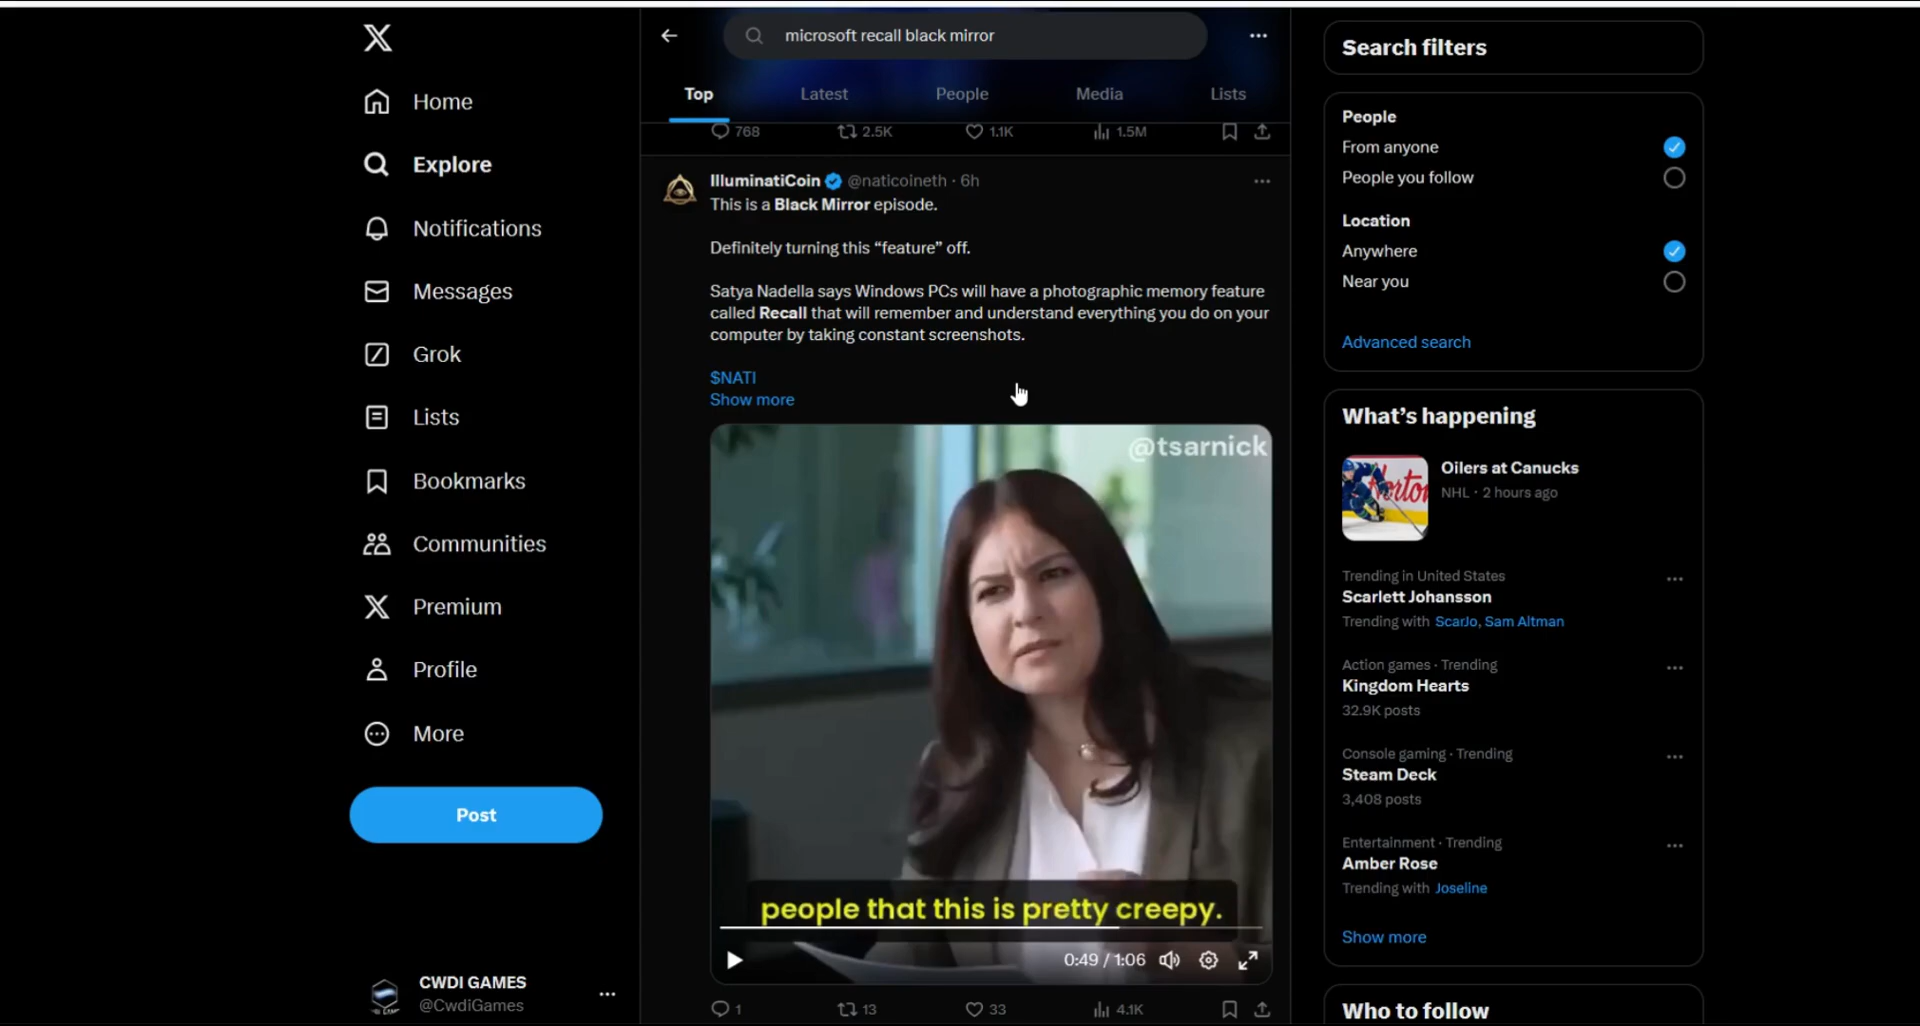 microsoft recall black mirror
Top
Latest
People
Media
Lists
Home
Explore
Notifications
Messages
Grok
Lists
Bookmarks
Communities
Premium
Profile
More
Post
CWDI GAMES
@CwdiGames
768 2.5K 1.1K 1.5M
IlluminatiCoin @naticoineth · 6h
This is a Black Mirror episode.
Definitely turning this “feature” off.
Satya Nadella says Windows PCs will have a photographic memory feature
called Recall that will remember and understand everything you do on your
computer by taking constant screenshots.
$NATI
Show more
@tsarnick
people that this is pretty creepy.
0:49 / 1:06
1 13 33 4.1K
Search filters
People
From anyone
People you follow
Location
Anywhere
Near you
Advanced search
What’s happening
Norton
Oilers at Canucks
NHL · 2 hours ago
Trending in United States
Scarlett Johansson
Trending with ScarJo, Sam Altman
Action games · Trending
Kingdom Hearts
32.9K posts
Console gaming · Trending
Steam Deck
3,408 posts
Entertainment · Trending
Amber Rose
Trending with Joseline
Show more
Who to follow